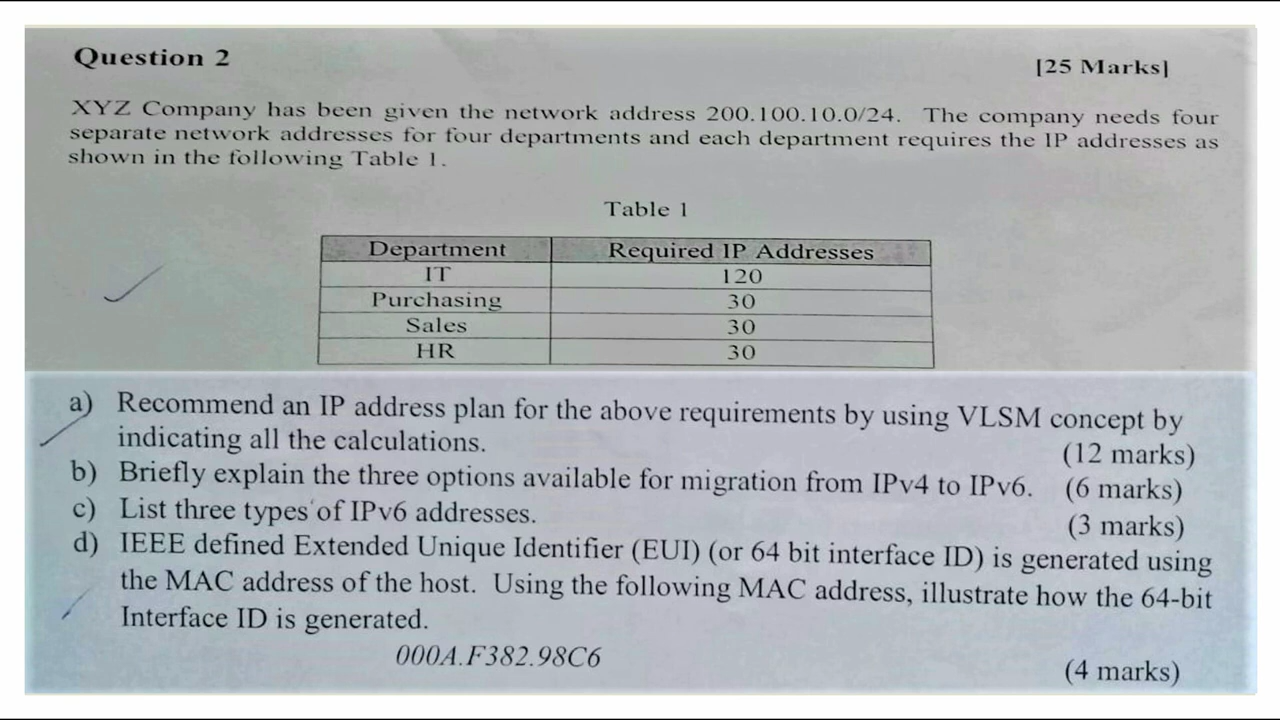 Question 2
[25 Marks]
XYZ Company has been given the network address 200.100.10.0/24. The company needs four
separate network addresses for four departments and each department requires the IP addresses as
shown in the following Table 1.
Table 1
Department Required IP Addresses
IT 120
Purchasing 30
Sales 30
HR 30
a) Recommend an IP address plan for the above requirements by using VLSM concept by
indicating all the calculations. (12 marks)
b) Briefly explain the three options available for migration from IPv4 to IPv6. (6 marks)
c) List three types of IPv6 addresses. (3 marks)
d) IEEE defined Extended Unique Identifier (EUI) (or 64 bit interface ID) is generated using
the MAC address of the host. Using the following MAC address, illustrate how the 64-bit
Interface ID is generated.
000A.F382.98C6
(4 marks)